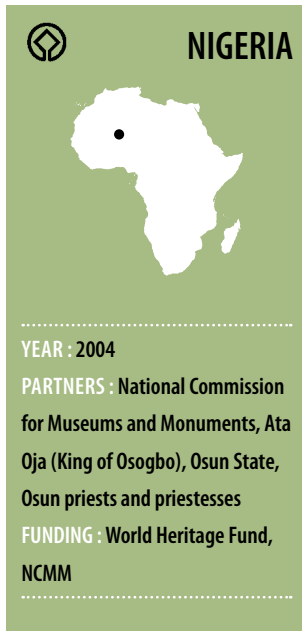 NIGERIA
YEAR : 2004
PARTNERS : National Commission
for Museums and Monuments, Ata
Oja (King of Osogbo), Osun State,
Osun priests and priestesses
FUNDING : World Heritage Fund,
NCMM